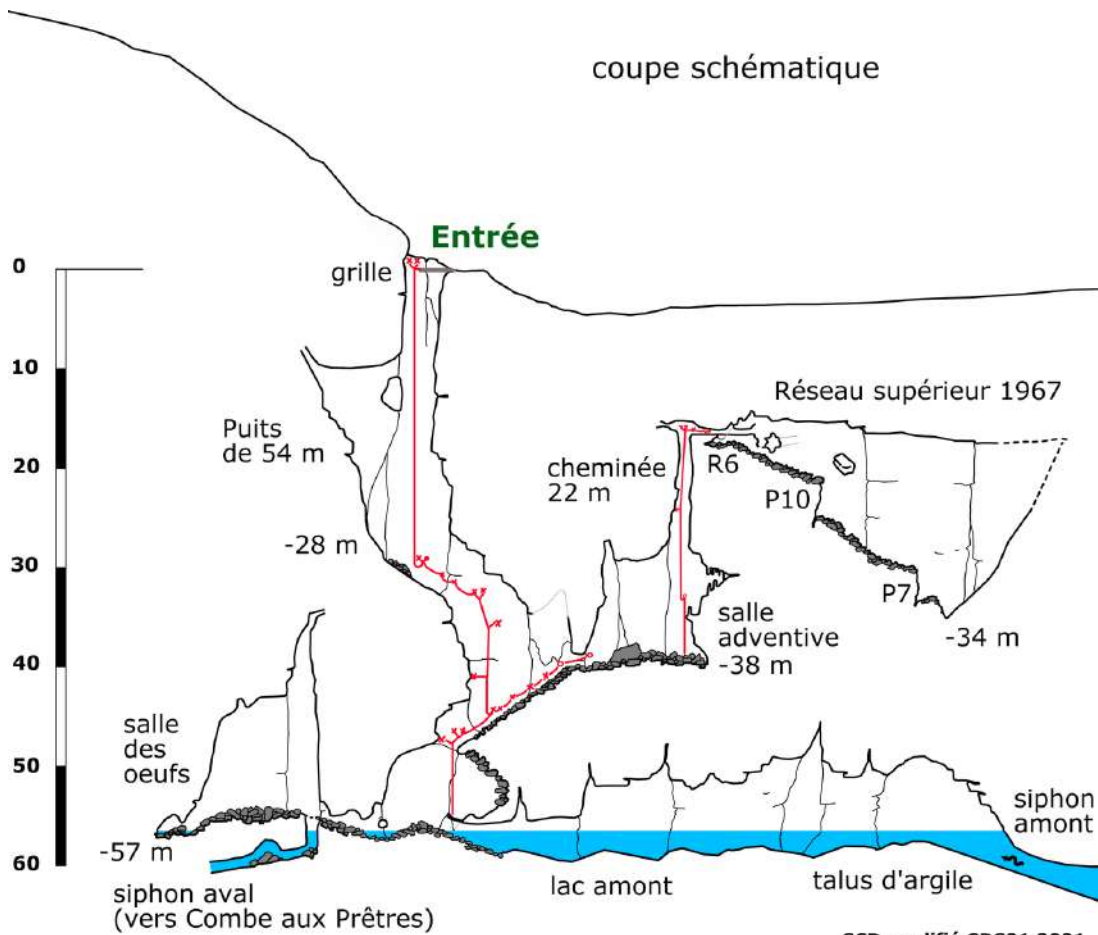 coupe schématique
Entrée
0
grille
10
Réseau supérieur 1967
Puits
de 54 m
20
cheminée
22 m
R6
P10
-28 m
30
P7
salle
adventive
-38 m
-34 m
40
salle
des
oeufs
50
siphon
amont
-57 m
60
siphon aval
(vers Combe aux Prêtres)
lac amont
talus d'argile